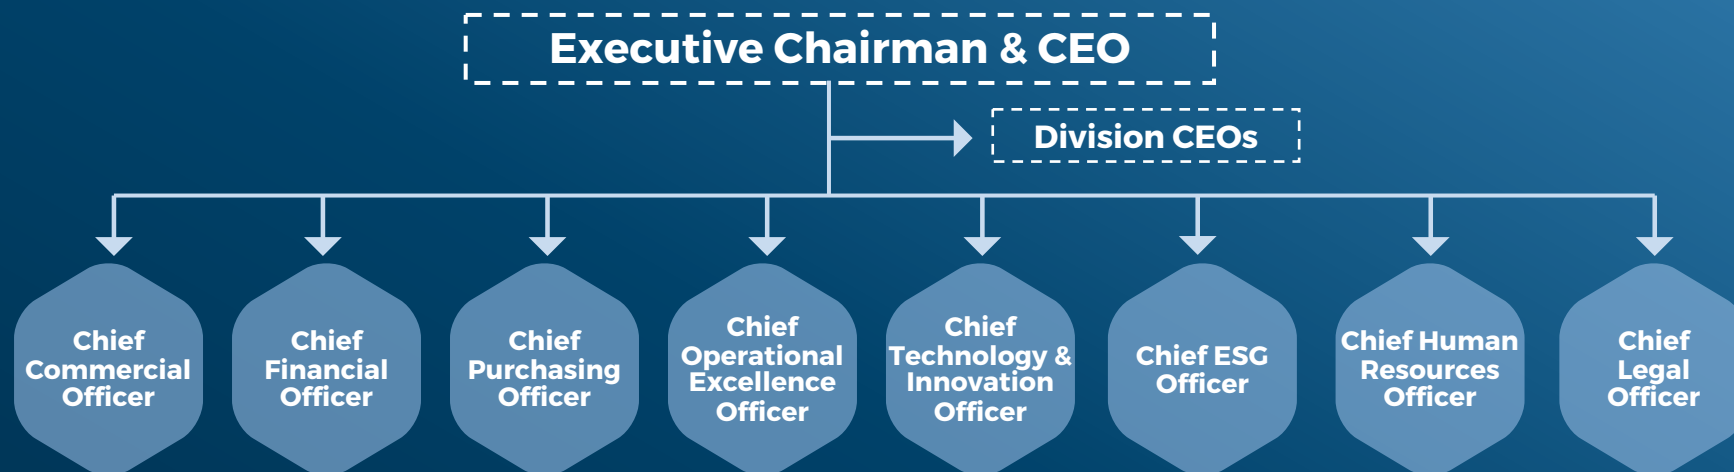 Executive Chairman & CEO
Division CEOs
Chief
Commercial
Officer
Chief
Financial
Officer
Chief
Purchasing
Officer
Chief
Operational
Excellence
Officer
Chief
Technology &
Innovation
Officer
Chief ESG
Officer
Chief Human
Resources
Officer
Chief
Legal
Officer